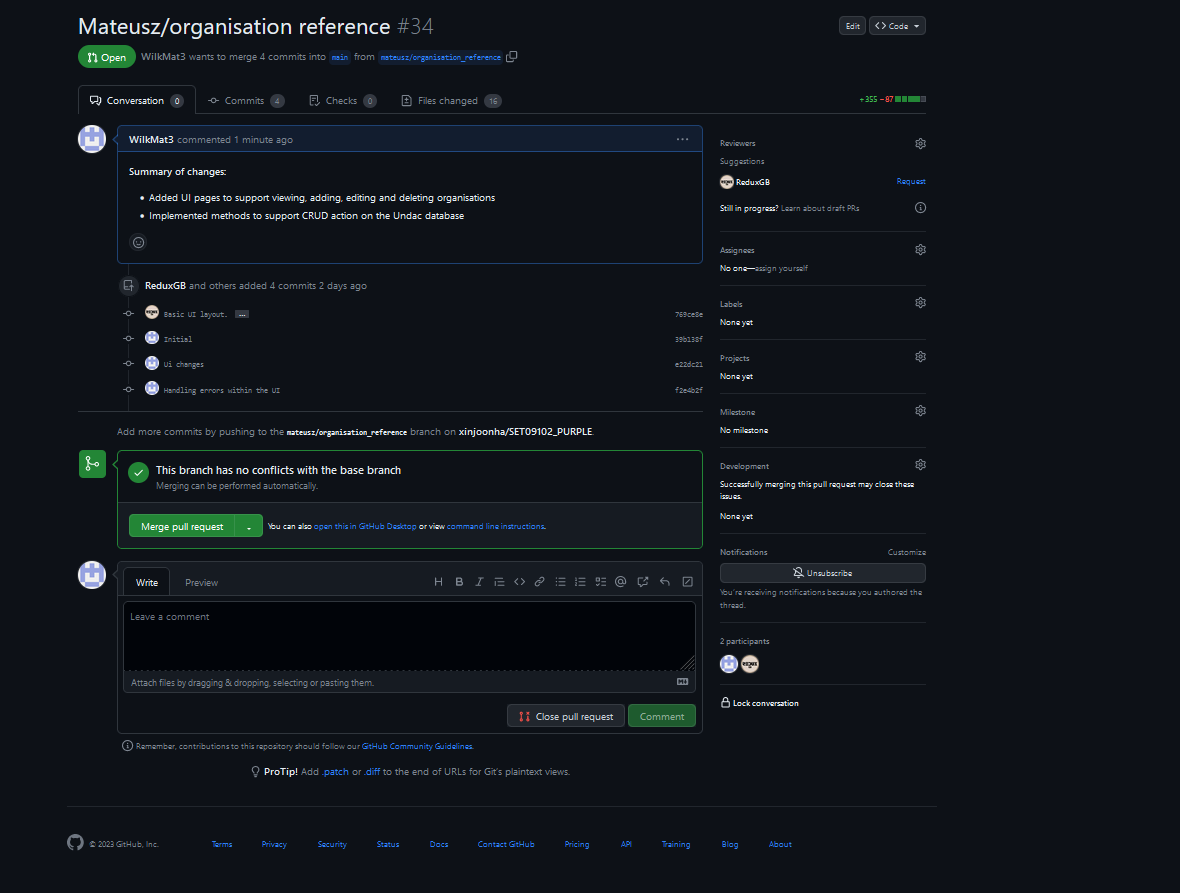 Mateusz/organisation reference #34
Edit
Code
Open
WilkMat3 wants to merge 4 commits into main from mateusz/organisation_reference
Conversation 0
Commits 4
Checks 0
Files changed 16
+355 −87
WilkMat3 commented 1 minute ago
Summary of changes:
Added UI pages to support viewing, adding, editing and deleting organisations
Implemented methods to support CRUD action on the Undac database
ReduxGB and others added 4 commits 2 days ago
Basic UI layout. …
769ce8e
Initial
39b138f
Ui changes
e22dc21
Handling errors within the UI
f2e4b2f
Add more commits by pushing to the mateusz/organisation_reference branch on xinjoonha/SET09102_PURPLE.
This branch has no conflicts with the base branch
Merging can be performed automatically.
Merge pull request
You can also open this in GitHub Desktop or view command line instructions.
Write
Preview
H B I
Leave a comment
Attach files by dragging & dropping, selecting or pasting them.
Close pull request
Comment
Remember, contributions to this repository should follow our GitHub Community Guidelines.
ProTip! Add .patch or .diff to the end of URLs for Git's plaintext views.
Reviewers
Suggestions
ReduxGB
Request
Still in progress? Learn about draft PRs
Assignees
No one—assign yourself
Labels
None yet
Projects
None yet
Milestone
No milestone
Development
Successfully merging this pull request may close these
issues.
None yet
Notifications
Customize
Unsubscribe
You're receiving notifications because you authored the
thread.
2 participants
Lock conversation
© 2023 GitHub, Inc.
Terms
Privacy
Security
Status
Docs
Contact GitHub
Pricing
API
Training
Blog
About